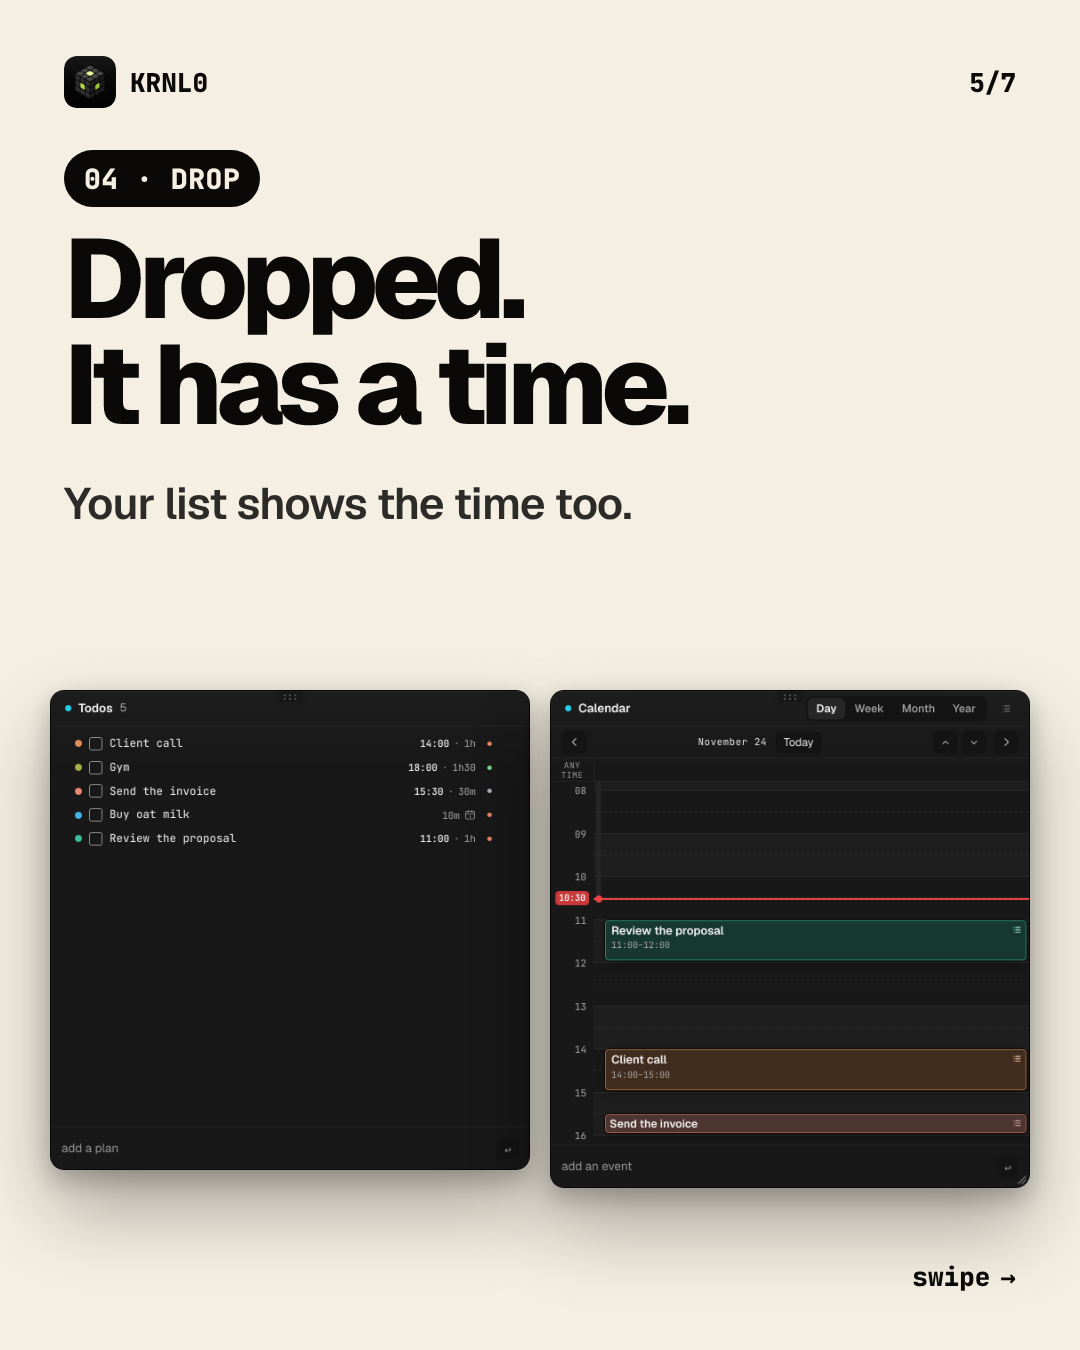 KRNL0
5/7
04 · DROP
Dropped.
It has a time.
Your list shows the time too.
Todos 5
Client call 14:00 · 1h
Gym 18:00 · 1h30
Send the invoice 15:30 · 30m
Buy oat milk 10m
Review the proposal 11:00 · 1h
add a plan
Calendar Day Week Month Year
November 24 Today
ANY
TIME
08
09
10
10:30
11
Review the proposal
11:00–12:00
12
13
14
Client call
14:00–15:00
15
Send the invoice
16
add an event
swipe →